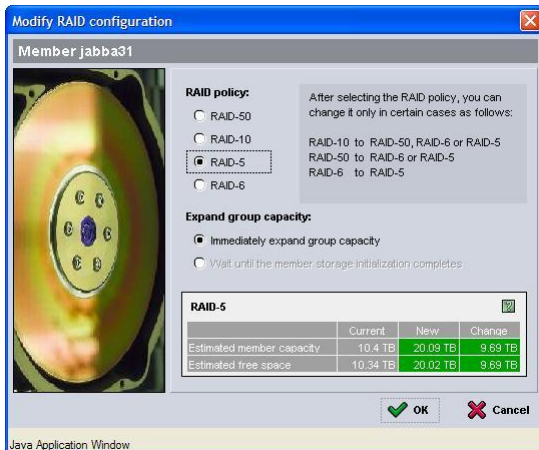 Modify RAID configuration
Member jabba31
RAID policy:
RAID-50
RAID-10
RAID-5
RAID-6
After selecting the RAID policy, you can
change it only in certain cases as follows:
RAID-10 to RAID-50, RAID-6 or RAID-5
RAID-50 to RAID-6 or RAID-5
RAID-6 to RAID-5
Expand group capacity:
Immediately expand group capacity
Wait until the member storage initialization completes
RAID-5
Current New Change
Estimated member capacity 10.4 TB 20.09 TB 9.69 TB
Estimated free space 10.34 TB 20.02 TB 9.69 TB
OK Cancel
Java Application Window